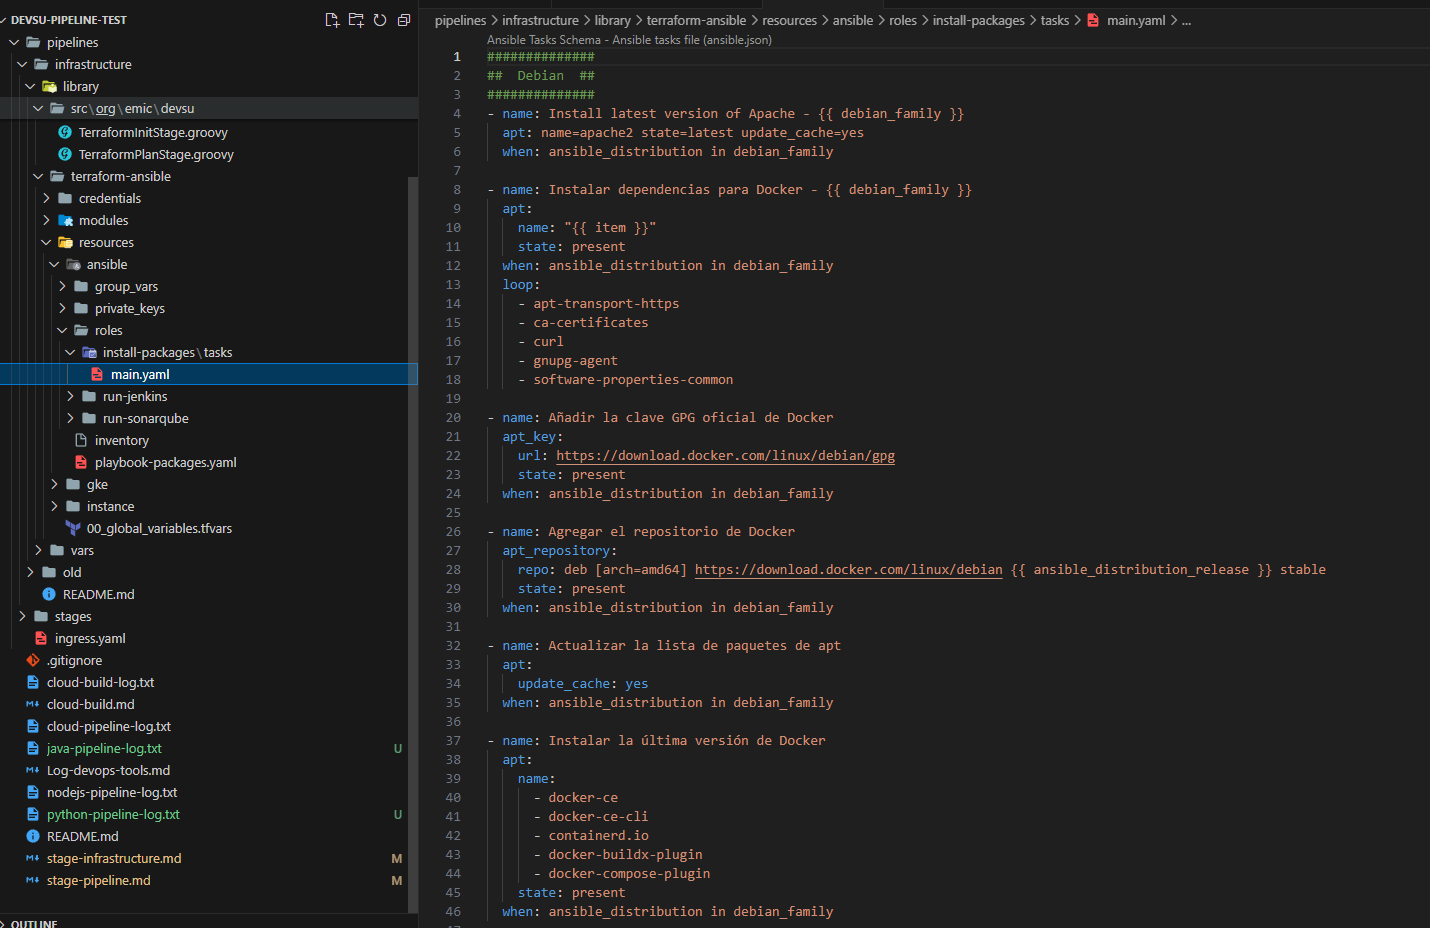 DEVSU-PIPELINE-TEST
pipelines
infrastructure
library
src\org\emic\devsu
TerraformInitStage.groovy
TerraformPlanStage.groovy
terraform-ansible
credentials
modules
resources
ansible
group_vars
private_keys
roles
install-packages\tasks
main.yaml
run-jenkins
run-sonarqube
inventory
playbook-packages.yaml
gke
instance
00_global_variables.tfvars
vars
old
README.md
stages
ingress.yaml
.gitignore
cloud-build-log.txt
cloud-build.md
cloud-pipeline-log.txt
java-pipeline-log.txt U
Log-devops-tools.md
nodejs-pipeline-log.txt
python-pipeline-log.txt U
README.md
stage-infrastructure.md M
stage-pipeline.md M
OUTLINE
pipelines > infrastructure > library > terraform-ansible > resources > ansible > roles > install-packages > tasks > main.yaml > ...
Ansible Tasks Schema - Ansible tasks file (ansible.json)
1 ##############
2 ##  Debian  ##
3 ##############
4 - name: Install latest version of Apache - {{ debian_family }}
5   apt: name=apache2 state=latest update_cache=yes
6   when: ansible_distribution in debian_family
7
8 - name: Instalar dependencias para Docker - {{ debian_family }}
9   apt:
10     name: "{{ item }}"
11     state: present
12   when: ansible_distribution in debian_family
13   loop:
14     - apt-transport-https
15     - ca-certificates
16     - curl
17     - gnupg-agent
18     - software-properties-common
19
20 - name: Añadir la clave GPG oficial de Docker
21   apt_key:
22     url: https://download.docker.com/linux/debian/gpg
23     state: present
24   when: ansible_distribution in debian_family
25
26 - name: Agregar el repositorio de Docker
27   apt_repository:
28     repo: deb [arch=amd64] https://download.docker.com/linux/debian {{ ansible_distribution_release }} stable
29     state: present
30   when: ansible_distribution in debian_family
31
32 - name: Actualizar la lista de paquetes de apt
33   apt:
34     update_cache: yes
35   when: ansible_distribution in debian_family
36
37 - name: Instalar la última versión de Docker
38   apt:
39     name:
40       - docker-ce
41       - docker-ce-cli
42       - containerd.io
43       - docker-buildx-plugin
44       - docker-compose-plugin
45     state: present
46   when: ansible_distribution in debian_family